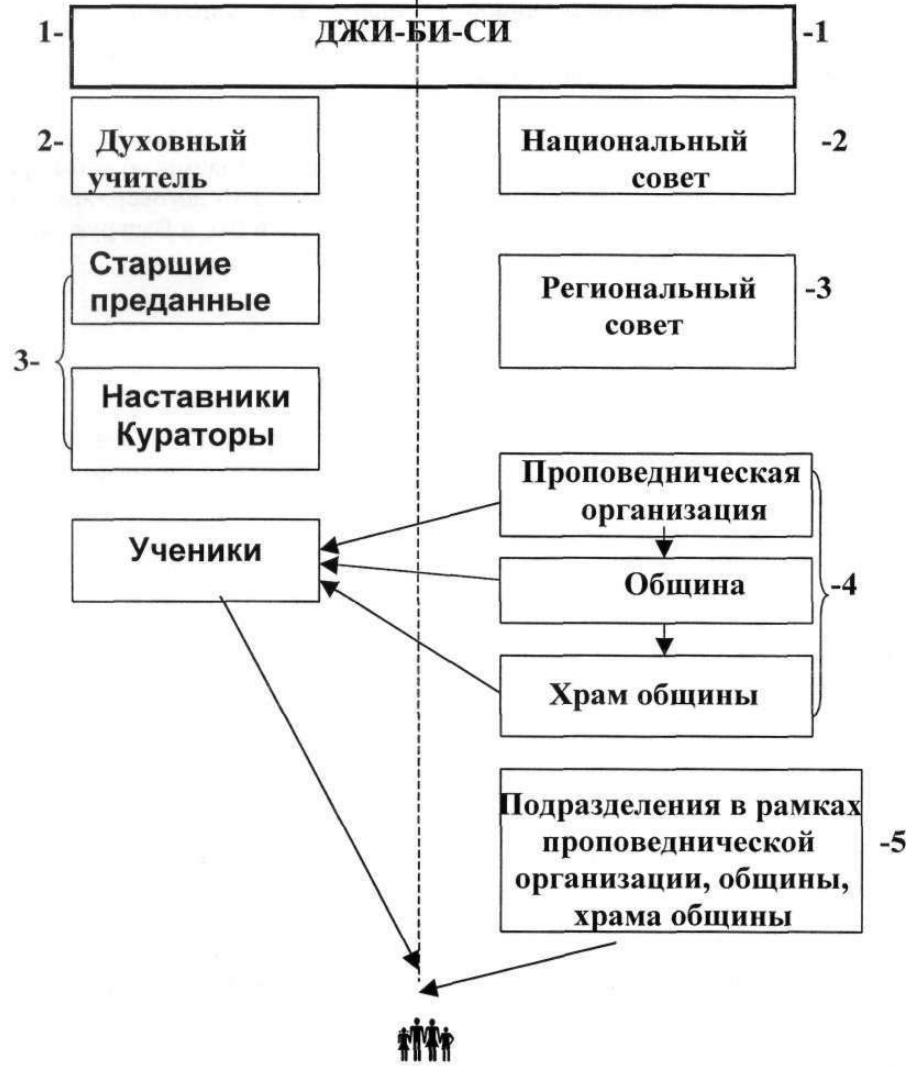 1- ДЖИ-БИ-СИ -1
2- Духовный
учитель
Национальный -2
совет
Старшие
преданные
3-
Региональный -3
совет
Наставники
Кураторы
Проповедническая
организация
Ученики
Община -4
Храм общины
Подразделения в рамках
проповеднической -5
организации, общины,
храма общины